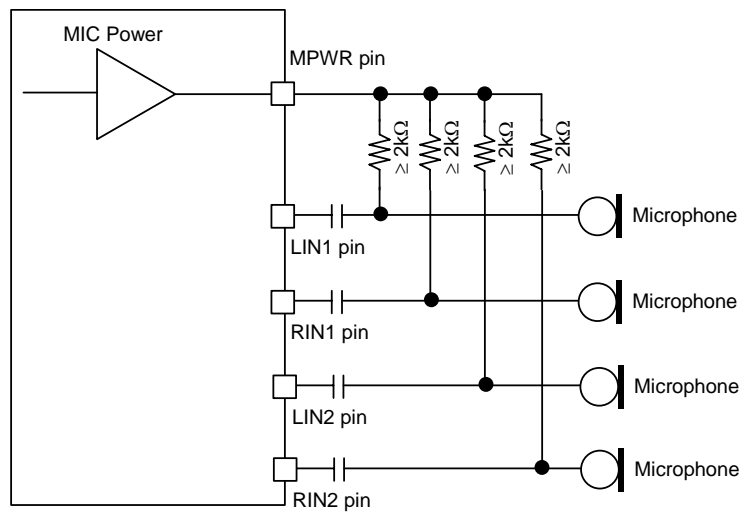 MIC Power
MPWR pin
≥ 2kΩ
≥ 2kΩ
≥ 2kΩ
≥ 2kΩ
Microphone
LIN1 pin
Microphone
RIN1 pin
Microphone
LIN2 pin
Microphone
RIN2 pin